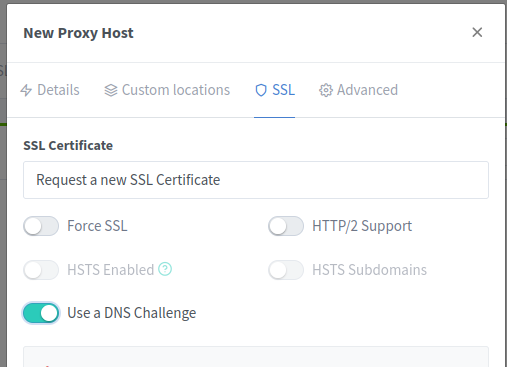 New Proxy Host
Details Custom locations SSL Advanced
SSL Certificate
Request a new SSL Certificate
Force SSL HTTP/2 Support
HSTS Enabled HSTS Subdomains
Use a DNS Challenge